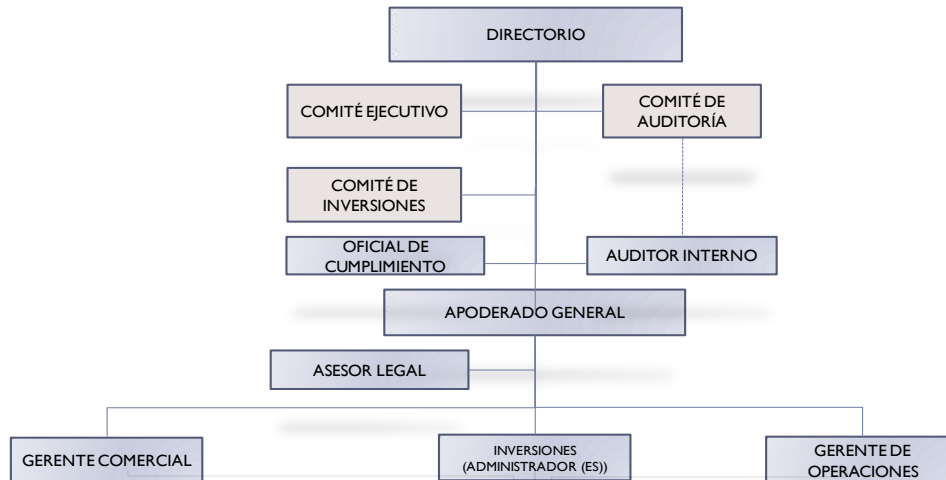 DIRECTORIO
COMITÉ EJECUTIVO
COMITÉ DE
AUDITORÍA
COMITÉ DE
INVERSIONES
OFICIAL DE
CUMPLIMIENTO
AUDITOR INTERNO
APODERADO GENERAL
ASESOR LEGAL
GERENTE COMERCIAL
INVERSIONES
(ADMINISTRADOR (ES))
GERENTE DE
OPERACIONES